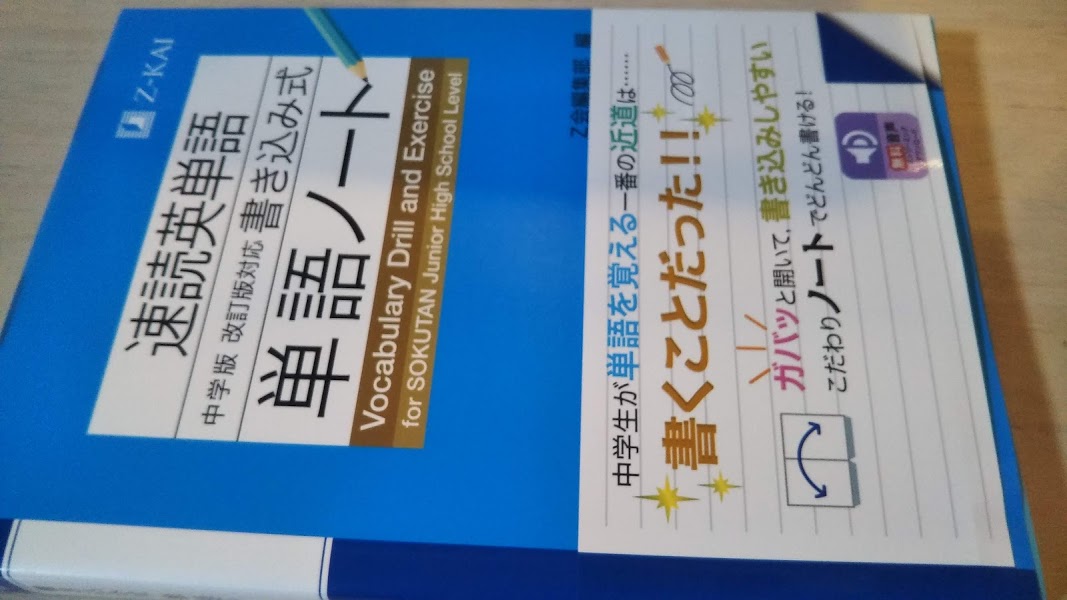 Z-KAI
速読英単語
中学版 改訂版対応 書き込み式
単語ノート
Vocabulary Drill and Exercise
for SOKUTAN Junior High School Level
Z会編集部 編
中学生が単語を覚える一番の近道は……
書くことだった!!
ガバッと開いて、書き込みしやすい
こだわりノートでどんどん書ける!
無料音声